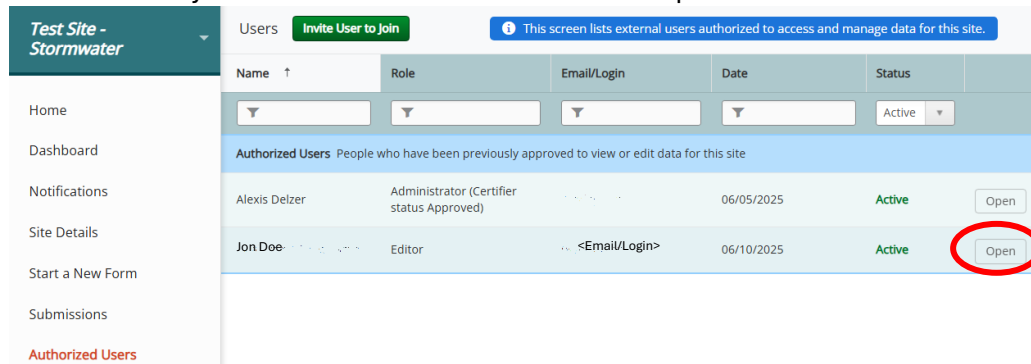 Test Site -
Stormwater
Users Invite User to Join This screen lists external users authorized to access and manage data for this site.
Name ↑ Role Email/Login Date Status
Home
Active
Dashboard
Authorized Users People who have been previously approved to view or edit data for this site
Notifications
Alexis Delzer Administrator (Certifier status Approved) 06/05/2025 Active Open
Site Details
Jon Doe Editor <Email/Login> 06/10/2025 Active Open
Start a New Form
Submissions
Authorized Users